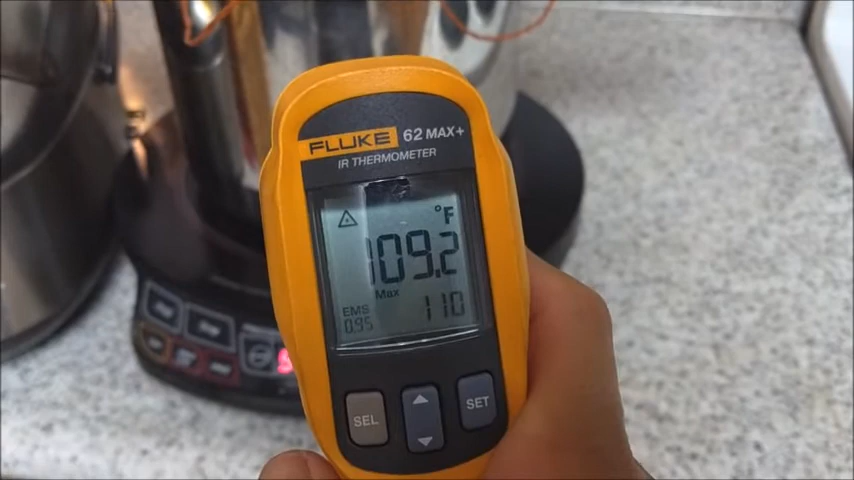 FLUKE 62 MAX+
IR THERMOMETER
°F
109.2
Max
EMS
0.95
110
SEL
SET